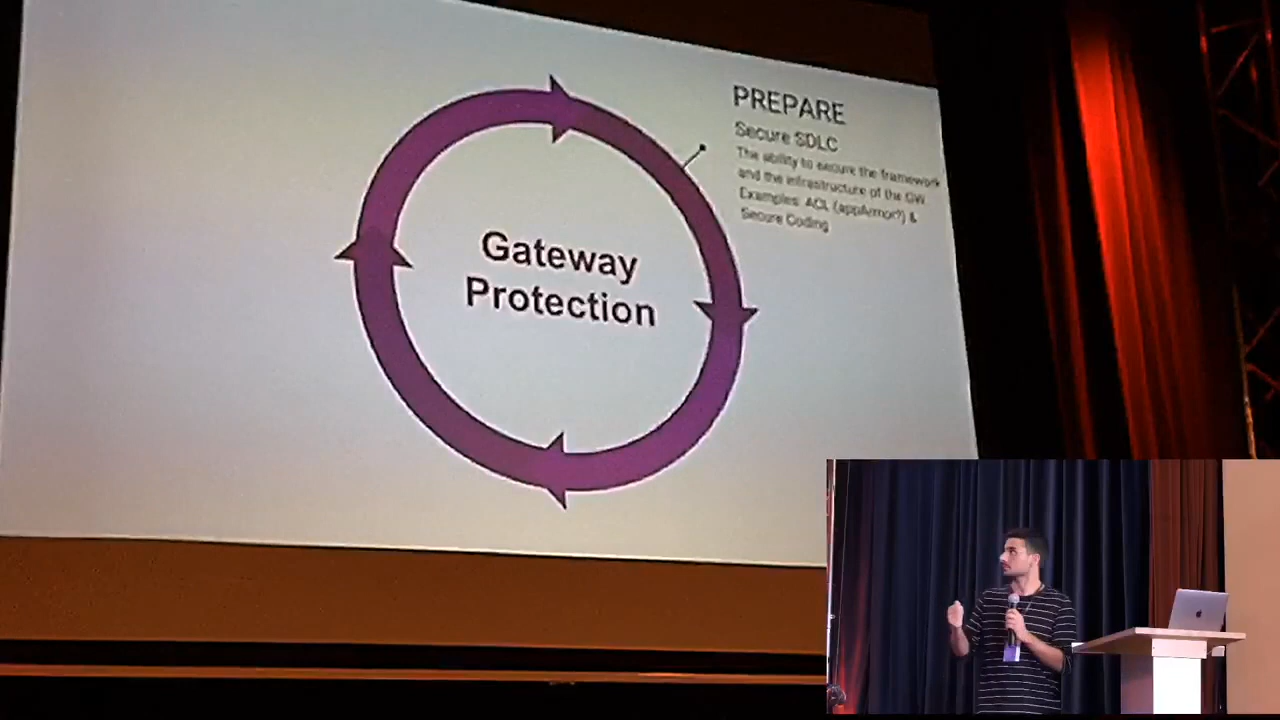 PREPARE
Secure SDLC
The ability to secure the framework
and the infrastructure of the GW
Examples: ACL (appArmor?) &
Secure Coding
Gateway
Protection